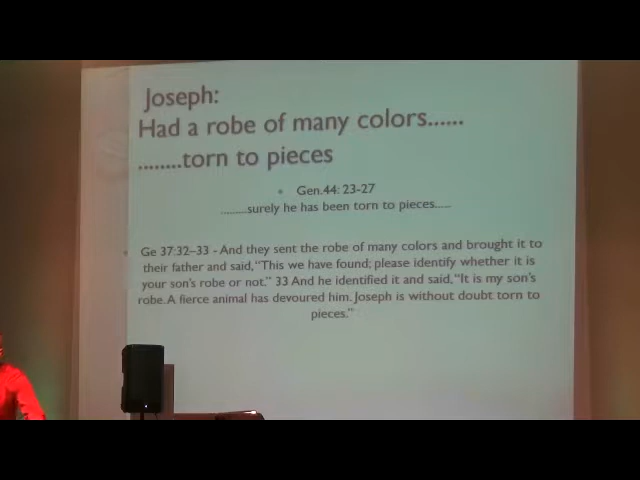 Joseph:
Had a robe of many colors......
........torn to pieces
• Gen.44: 23-27
.........surely he has been torn to pieces.....
• Ge 37:32–33 - And they sent the robe of many colors and brought it to
their father and said, “This we have found; please identify whether it is
your son’s robe or not.” 33 And he identified it and said, “It is my son’s
robe. A fierce animal has devoured him. Joseph is without doubt torn to
pieces.”